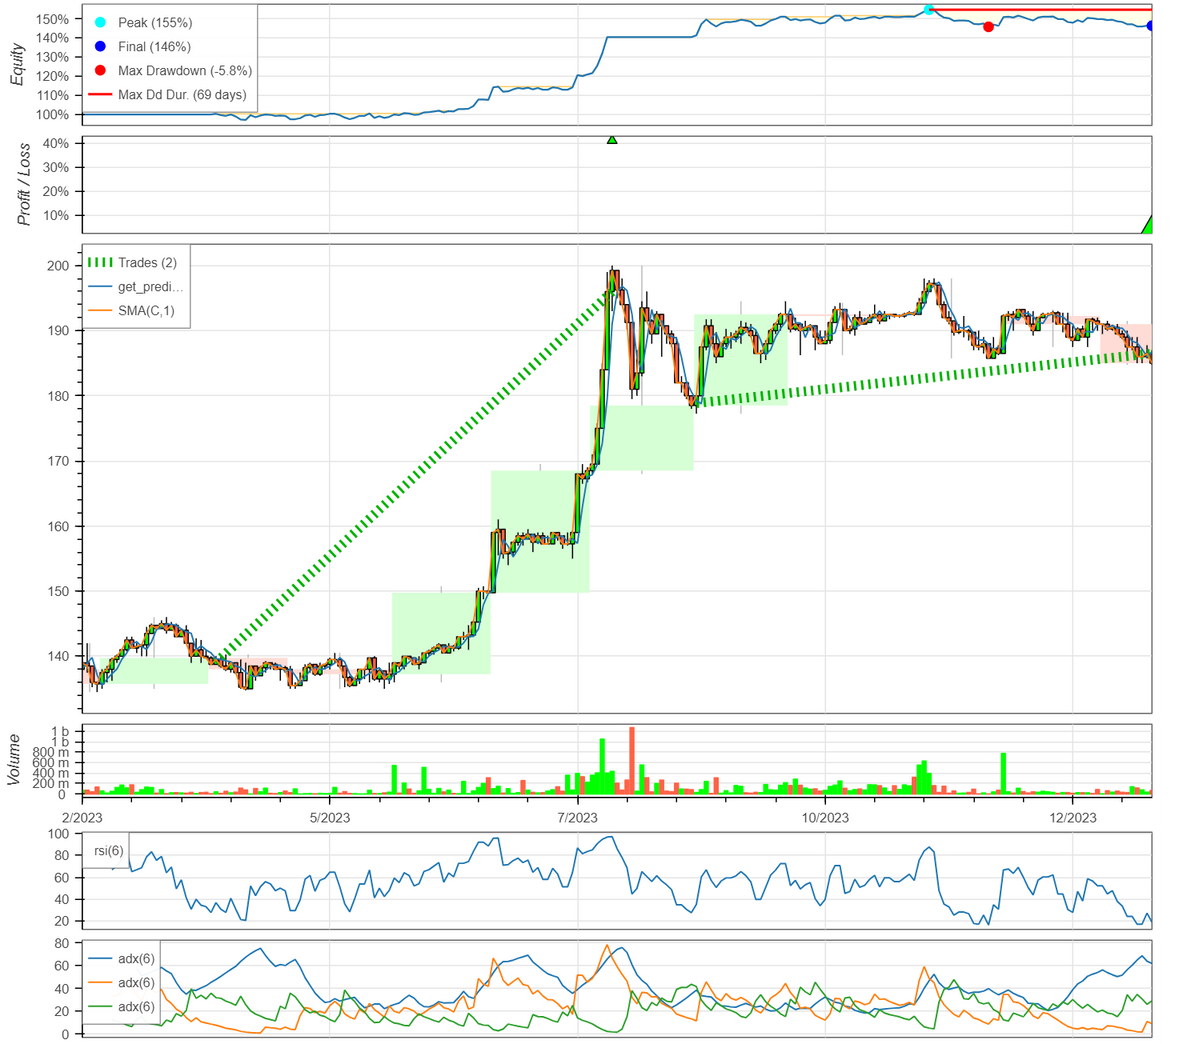 Equity
150%
140%
130%
120%
110%
100%
Peak (155%)
Final (146%)
Max Drawdown (-5.8%)
Max Dd Dur. (69 days)
Profit / Loss
40%
30%
20%
10%
200
190
180
170
160
150
140
Trades (2)
get_predi…
SMA(C,1)
Volume
1 b
1 b
800 m
600 m
400 m
200 m
0
2/2023 5/2023 7/2023 10/2023 12/2023
100
80
60
40
20
rsi(6)
80
60
40
20
0
adx(6)
adx(6)
adx(6)